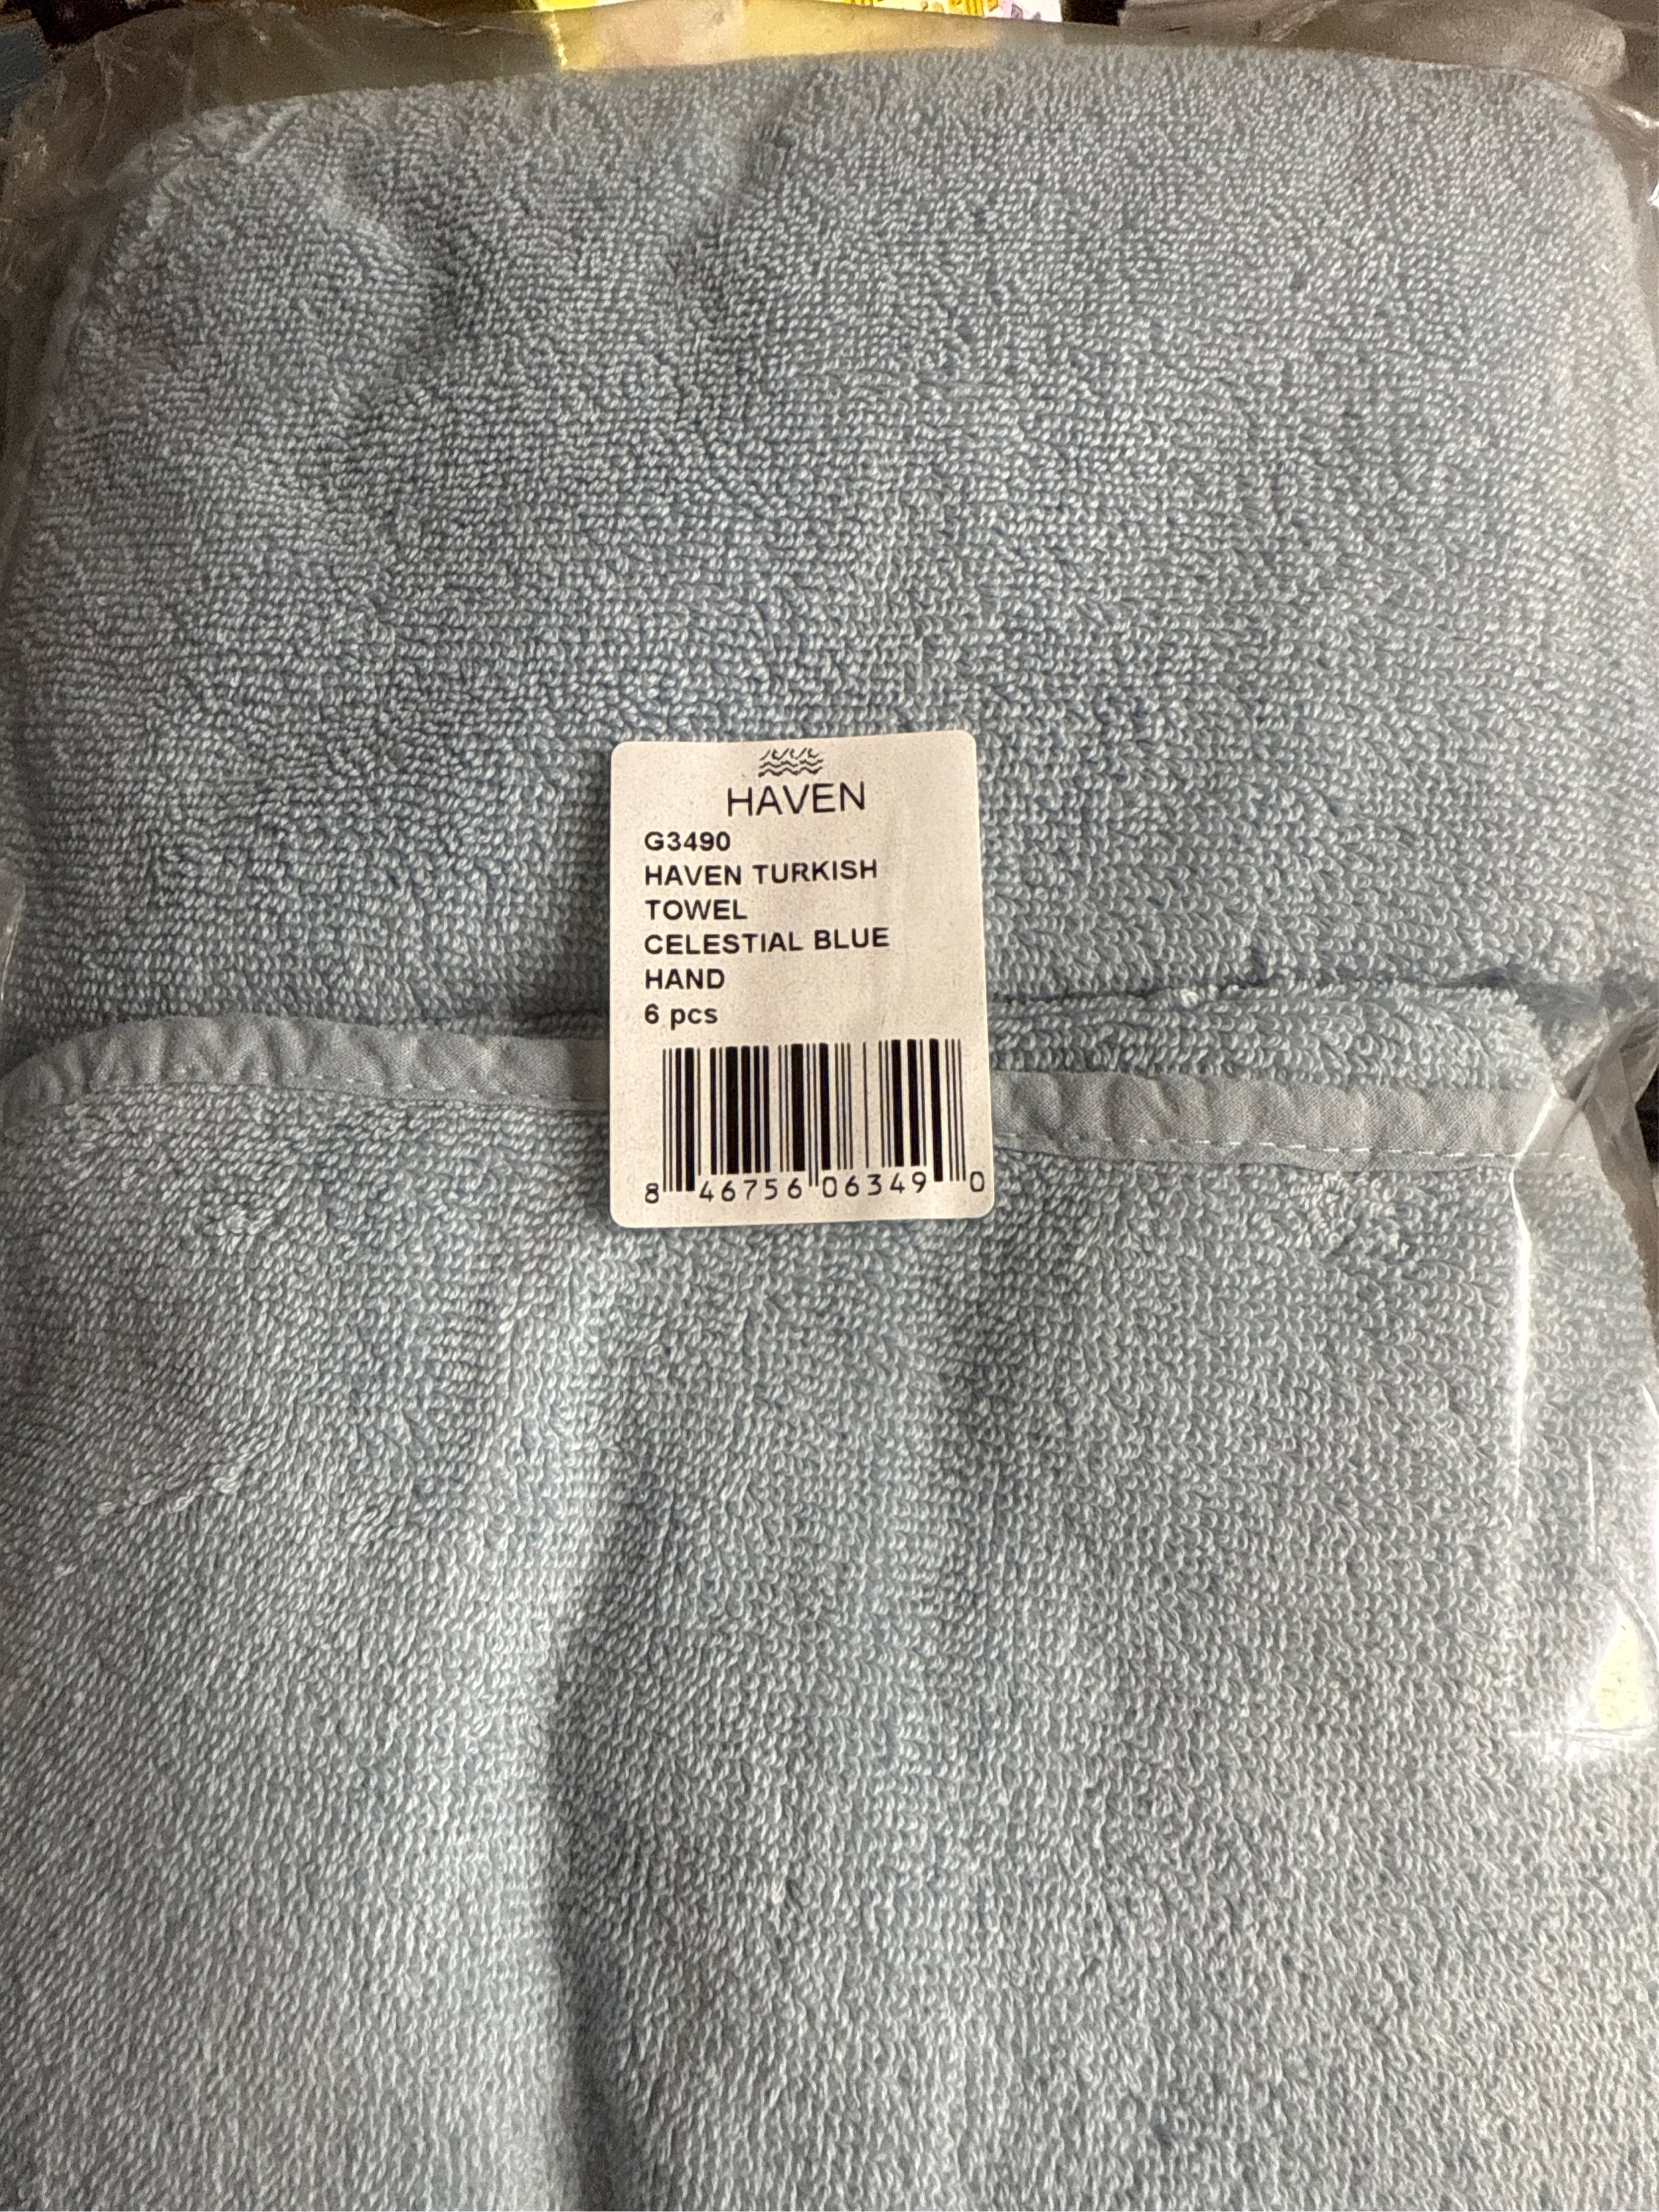 HAVEN
G3490
HAVEN TURKISH
TOWEL
CELESTIAL BLUE
HAND
6 pcs
8 46756 06349 0